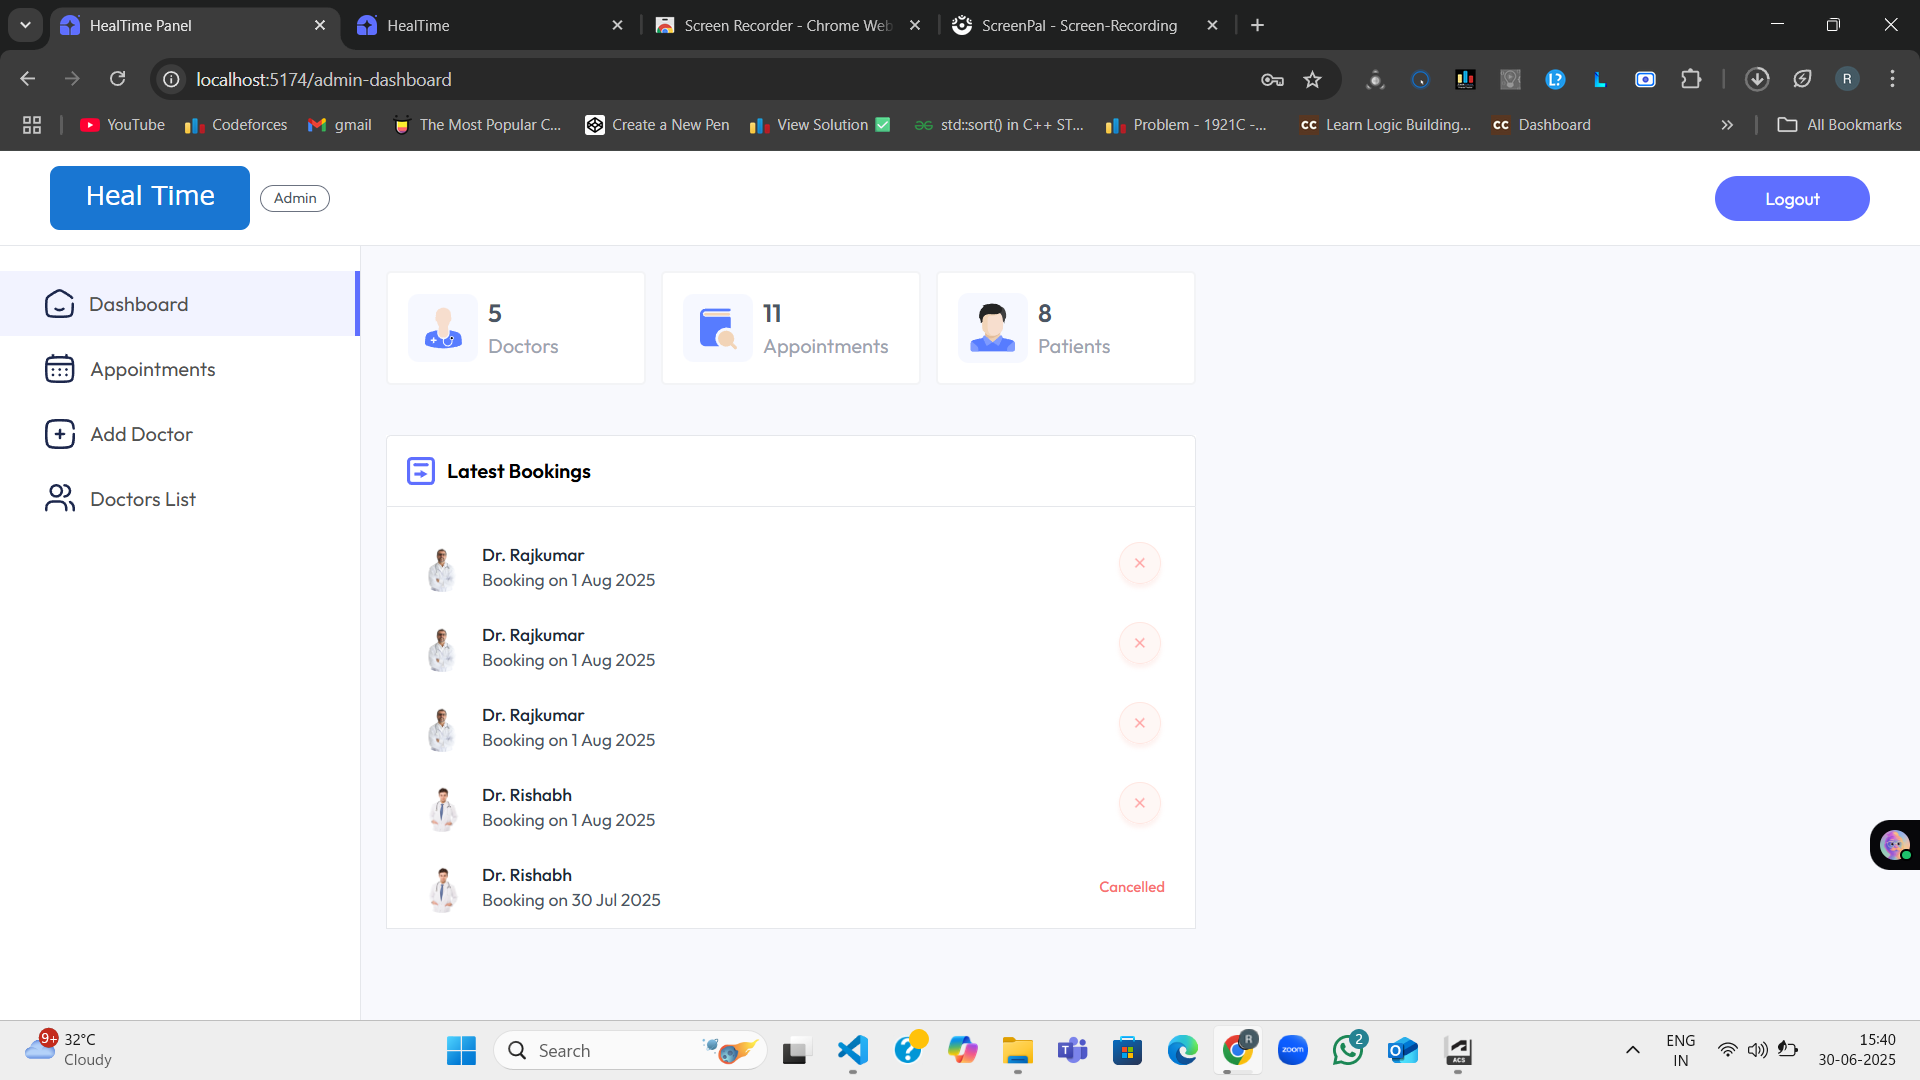 HealTime Panel
HealTime
Screen Recorder - Chrome Web
ScreenPal - Screen-Recording
localhost:5174/admin-dashboard
R
YouTube
Codeforces
gmail
The Most Popular C...
Create a New Pen
View Solution ✅
std::sort() in C++ ST...
Problem - 1921C -...
CC Learn Logic Building...
CC Dashboard
All Bookmarks
Heal Time
Admin
Logout
Dashboard
Appointments
Add Doctor
Doctors List
5
Doctors
11
Appointments
8
Patients
Latest Bookings
Dr. Rajkumar
Booking on 1 Aug 2025
Dr. Rajkumar
Booking on 1 Aug 2025
Dr. Rajkumar
Booking on 1 Aug 2025
Dr. Rishabh
Booking on 1 Aug 2025
Dr. Rishabh
Booking on 30 Jul 2025
Cancelled
9+
32°C
Cloudy
Search
R
zoom
2
ACS
ENG
IN
15:40
30-06-2025